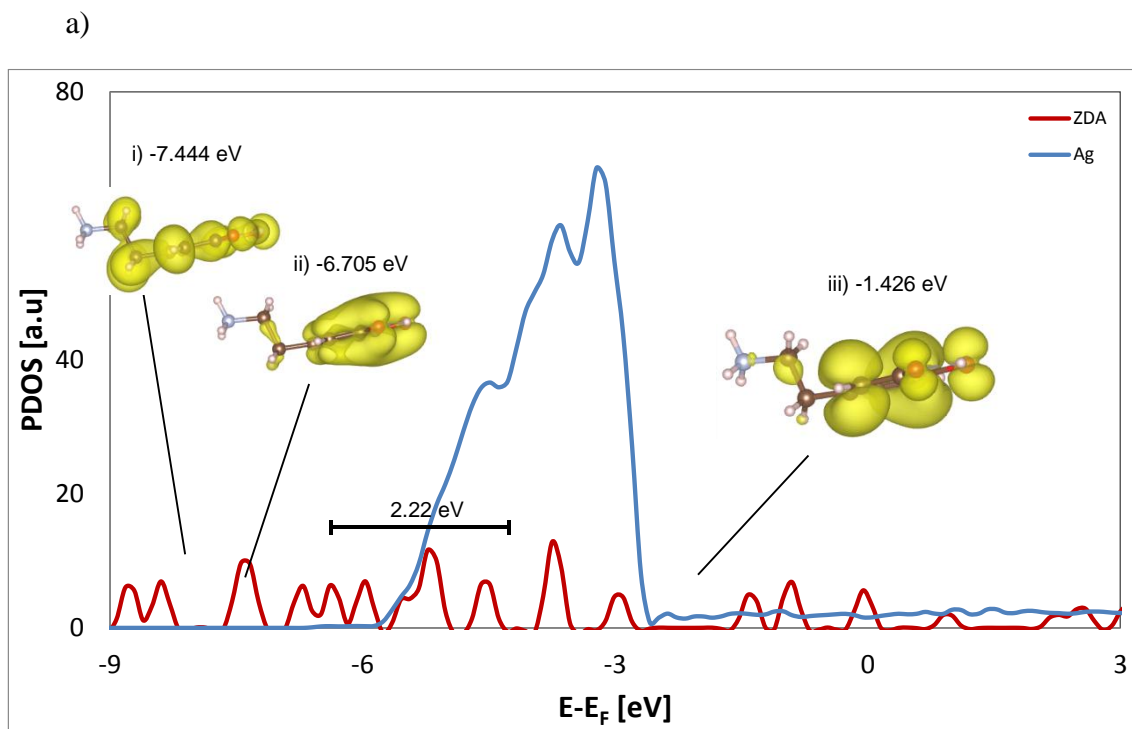 a)
80
ZDA
Ag
i) -7.444 eV
ii) -6.705 eV
iii) -1.426 eV
PDOS [a.u]
40
20
2.22 eV
0
-9
-6
-3
0
3
E-EF [eV]